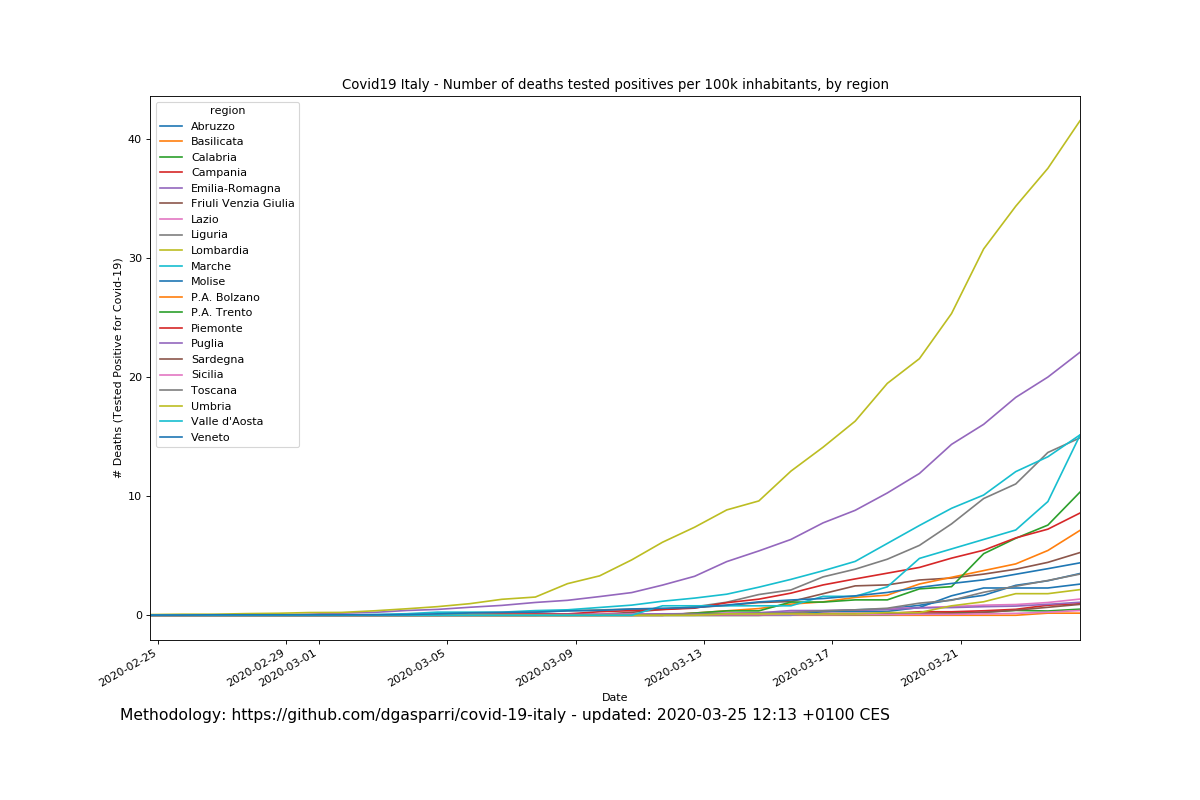 Covid19 Italy - Number of deaths tested positives per 100k inhabitants, by region
region
Abruzzo
Basilicata
Calabria
Campania
Emilia-Romagna
Friuli Venzia Giulia
Lazio
Liguria
Lombardia
Marche
Molise
P.A. Bolzano
P.A. Trento
Piemonte
Puglia
Sardegna
Sicilia
Toscana
Umbria
Valle d'Aosta
Veneto
# Deaths (Tested Positive for Covid-19)
40
30
20
10
0
2020-02-25
2020-02-29
2020-03-01
2020-03-05
2020-03-09
2020-03-13
2020-03-17
2020-03-21
Date
Methodology: https://github.com/dgasparri/covid-19-italy - updated: 2020-03-25 12:13 +0100 CES